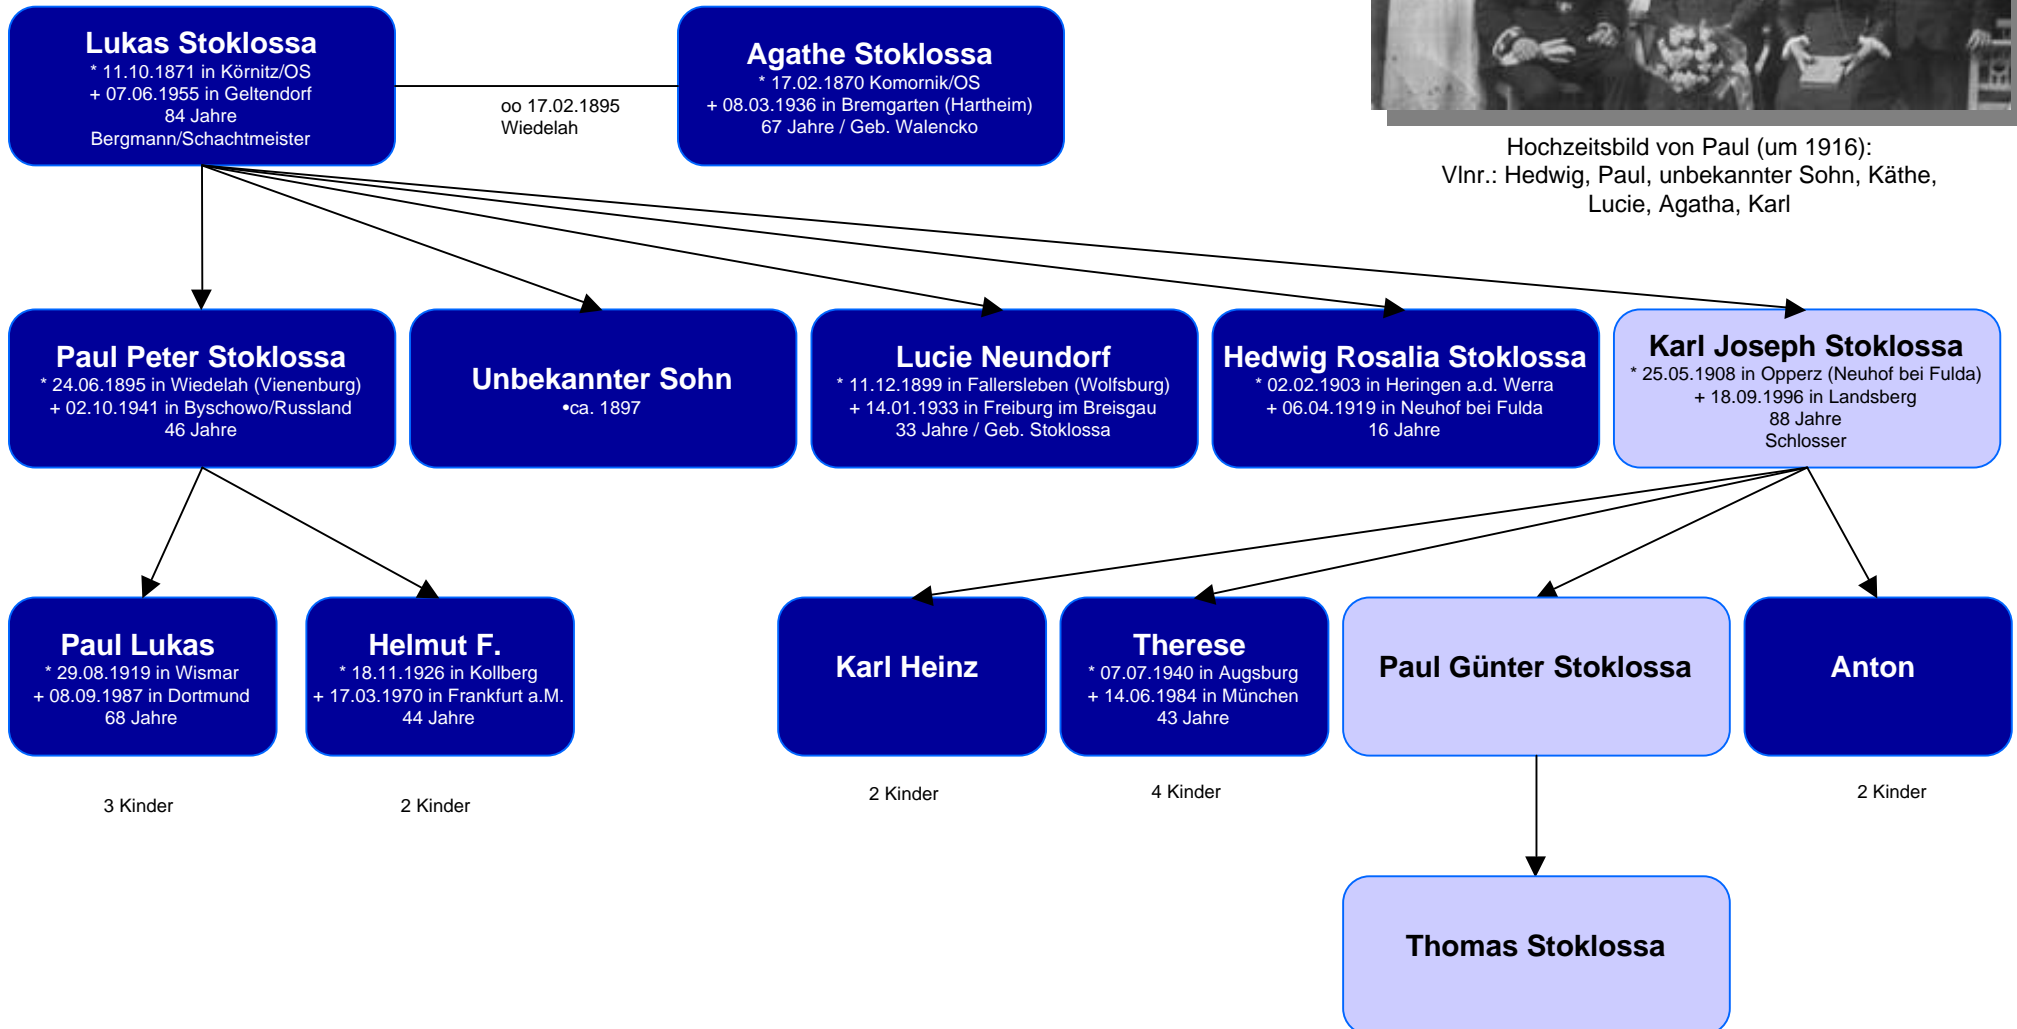 Lukas Stoklossa
* 11.10.1871 in Körnitz/OS
+ 07.06.1955 in Geltendorf
84 Jahre
Bergmann/Schachtmeister
oo 17.02.1895
Wiedelah
Agathe Stoklossa
* 17.02.1870 Komornik/OS
+ 08.03.1936 in Bremgarten (Hartheim)
67 Jahre / Geb. Walencko
Hochzeitsbild von Paul (um 1916):
Vlnr.: Hedwig, Paul, unbekannter Sohn, Käthe,
Lucie, Agatha, Karl
Paul Peter Stoklossa
* 24.06.1895 in Wiedelah (Vienenburg)
+ 02.10.1941 in Byschowo/Russland
46 Jahre
Unbekannter Sohn
•ca. 1897
Lucie Neundorf
* 11.12.1899 in Fallersleben (Wolfsburg)
+ 14.01.1933 in Freiburg im Breisgau
33 Jahre / Geb. Stoklossa
Hedwig Rosalia Stoklossa
* 02.02.1903 in Heringen a.d. Werra
+ 06.04.1919 in Neuhof bei Fulda
16 Jahre
Karl Joseph Stoklossa
* 25.05.1908 in Opperz (Neuhof bei Fulda)
+ 18.09.1996 in Landsberg
88 Jahre
Schlosser
Paul Lukas
* 29.08.1919 in Wismar
+ 08.09.1987 in Dortmund
68 Jahre
3 Kinder
Helmut F.
* 18.11.1926 in Kollberg
+ 17.03.1970 in Frankfurt a.M.
44 Jahre
2 Kinder
Karl Heinz
2 Kinder
Therese
* 07.07.1940 in Augsburg
+ 14.06.1984 in München
43 Jahre
4 Kinder
Paul Günter Stoklossa
Anton
2 Kinder
Thomas Stoklossa